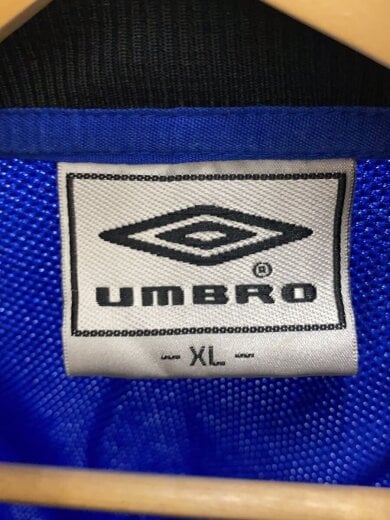 ®
UMBRO
-- XL --